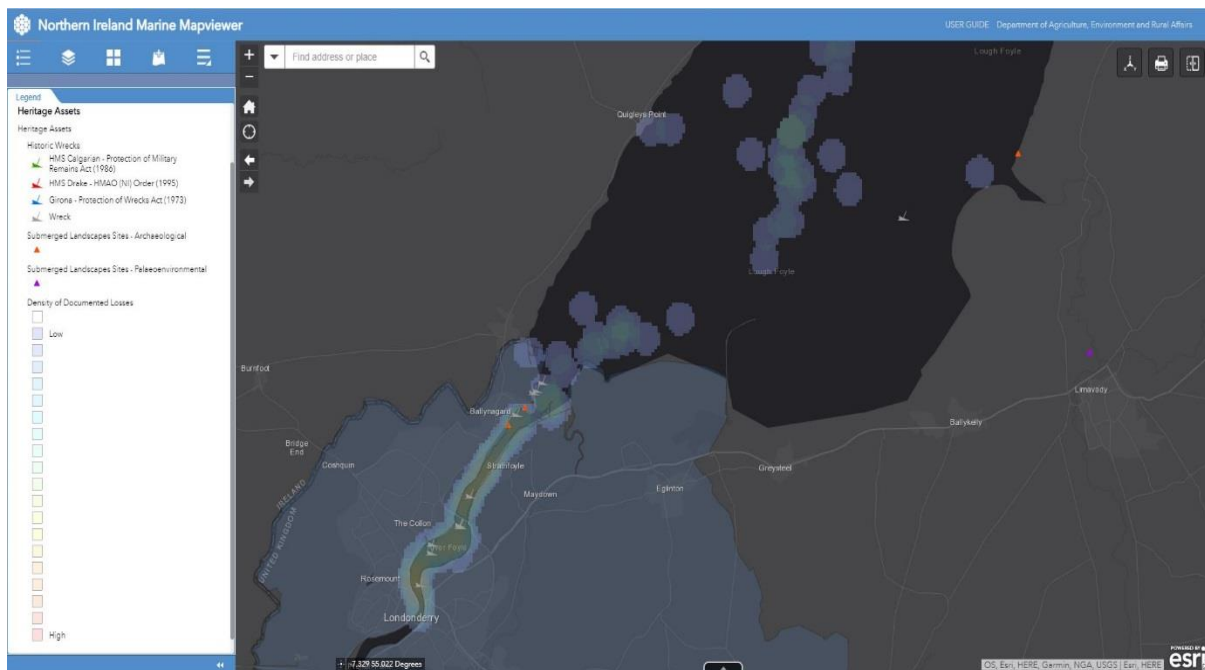 Northern Ireland Marine Mapviewer
USER GUIDE Department of Agriculture, Environment and Rural Affairs
Find address or place
Legend
Heritage Assets
Heritage Assets
Historic Wrecks
HMS Calgarian - Protection of Military
Remains Act (1986)
HMS Drake - HMAO (NI) Order (1995)
Girona - Protection of Wrecks Act (1973)
Wreck
Submerged Landscapes Sites - Archaeological
Submerged Landscapes Sites - Palaeoenvironmental
Density of Documented Losses
Low
High
Lough Foyle
Quigleys Point
Lough Foyle
Burnfoot
Limavady
Ballynagard
Ballykelly
Bridge
End
Coshquin
Strathfoyle
Greysteel
Maydown
Eglinton
IRELAND
UNITED KINGDOM
The Collon
River Foyle
Rosemount
Londonderry
-7.329 55.022 Degrees
OS, Esri, HERE, Garmin, NGA, USGS | Esri, HERE
POWERED BY
esri